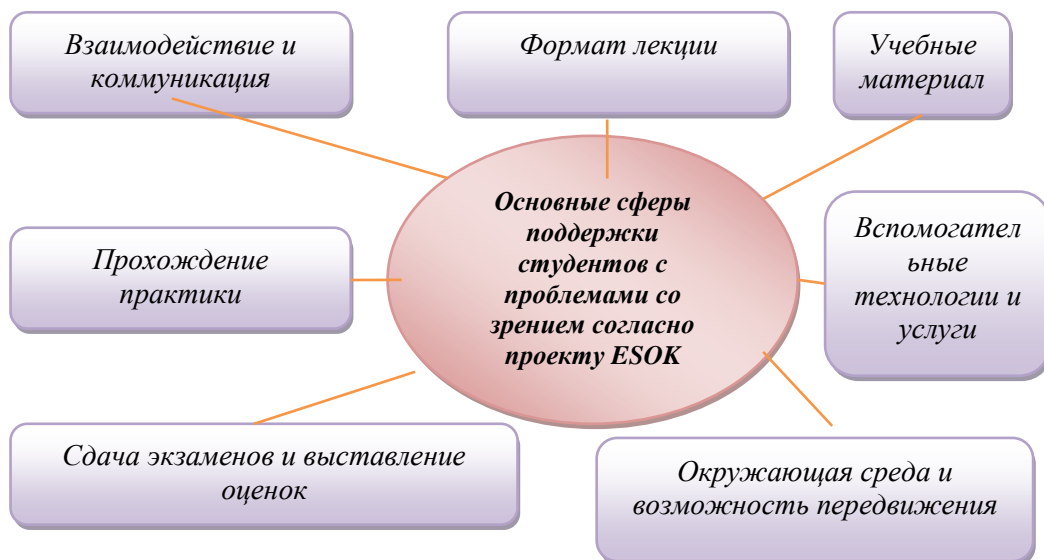 Взаимодействие и
коммуникация
Формат лекции
Учебные
материал
Основные сферы
поддержки
студентов с
проблемами со
зрением согласно
проекту ESOK
Прохождение
практики
Вспомогател
ьные
технологии и
услуги
Сдача экзаменов и выставление
оценок
Окружающая среда и
возможность передвижения